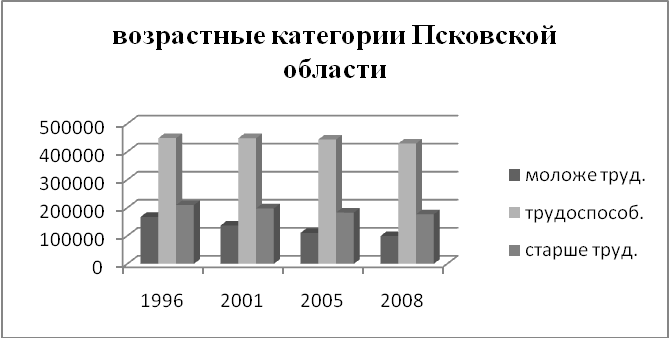 возрастные категории Псковской
области
500000
400000
300000
200000
100000
0
1996 2001 2005 2008
моложе труд.
трудоспособ.
старше труд.